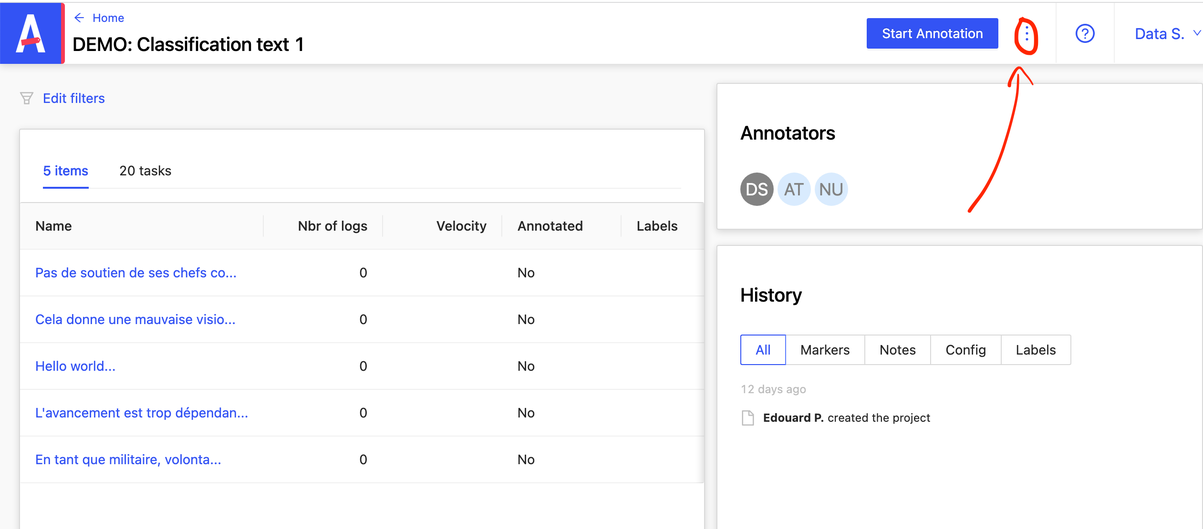 Home
DEMO: Classification text 1
Start Annotation
Data S.
Edit filters
5 items 20 tasks
Name Nbr of logs Velocity Annotated Labels
Pas de soutien de ses chefs co... 0 No
Cela donne une mauvaise visio... 0 No
Hello world... 0 No
L'avancement est trop dépendan... 0 No
En tant que militaire, volonta... 0 No
Annotators
DS AT NU
History
All Markers Notes Config Labels
12 days ago
Edouard P. created the project